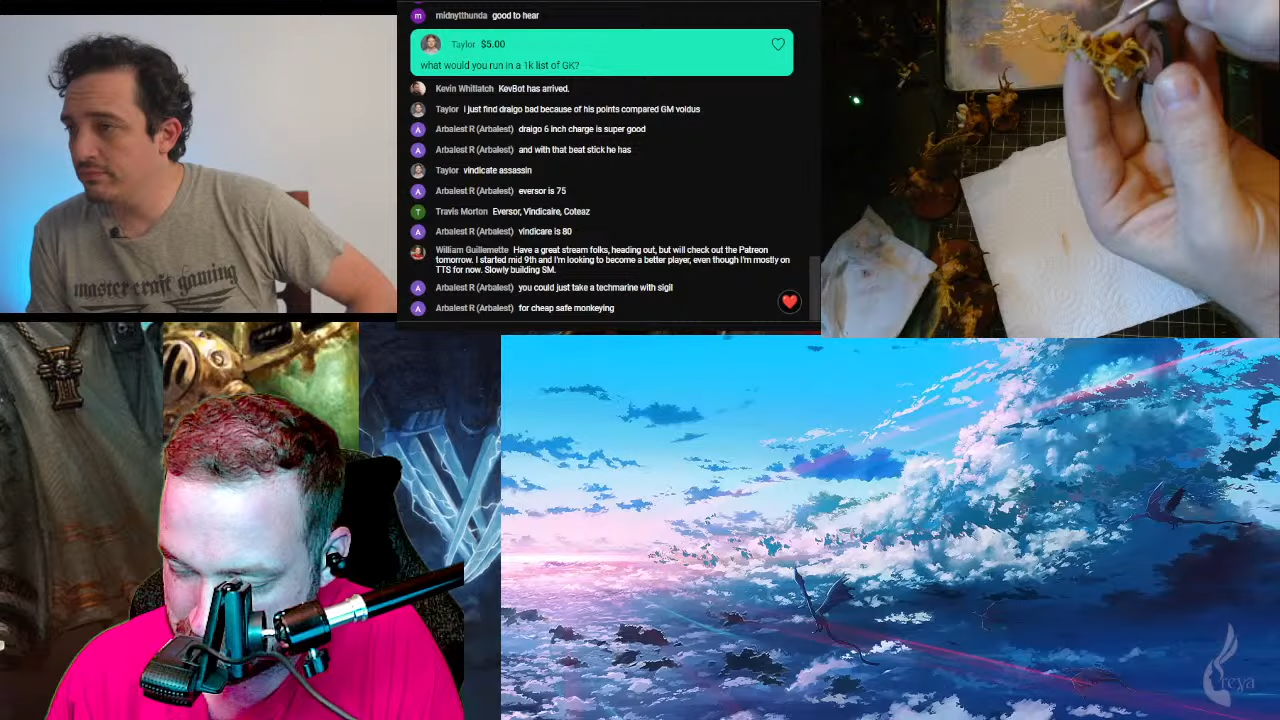 midnytthunda good to hear
Taylor $5.00
what would you run in a 1k list of GK?
Kevin Whitlatch KevBot has arrived.
Taylor i just find draigo bad because of his points compared GM voldus
Arbalest R (Arbalest) draigo 6 inch charge is super good
Arbalest R (Arbalest) and with that beat stick he has
Taylor vindicate assassin
Arbalest R (Arbalest) eversor is 75
Travis Morton Eversor, Vindicaire, Coteaz
Arbalest R (Arbalest) vindicare is 80
William Guillemette Have a great stream folks, heading out, but will check out the Patreon
tomorrow. I started mid 9th and I'm looking to become a better player, even though I'm mostly on
TTS for now. Slowly building SM.
Arbalest R (Arbalest) you could just take a techmarine with sigil
Arbalest R (Arbalest) for cheap safe monkeying
master craft gaming